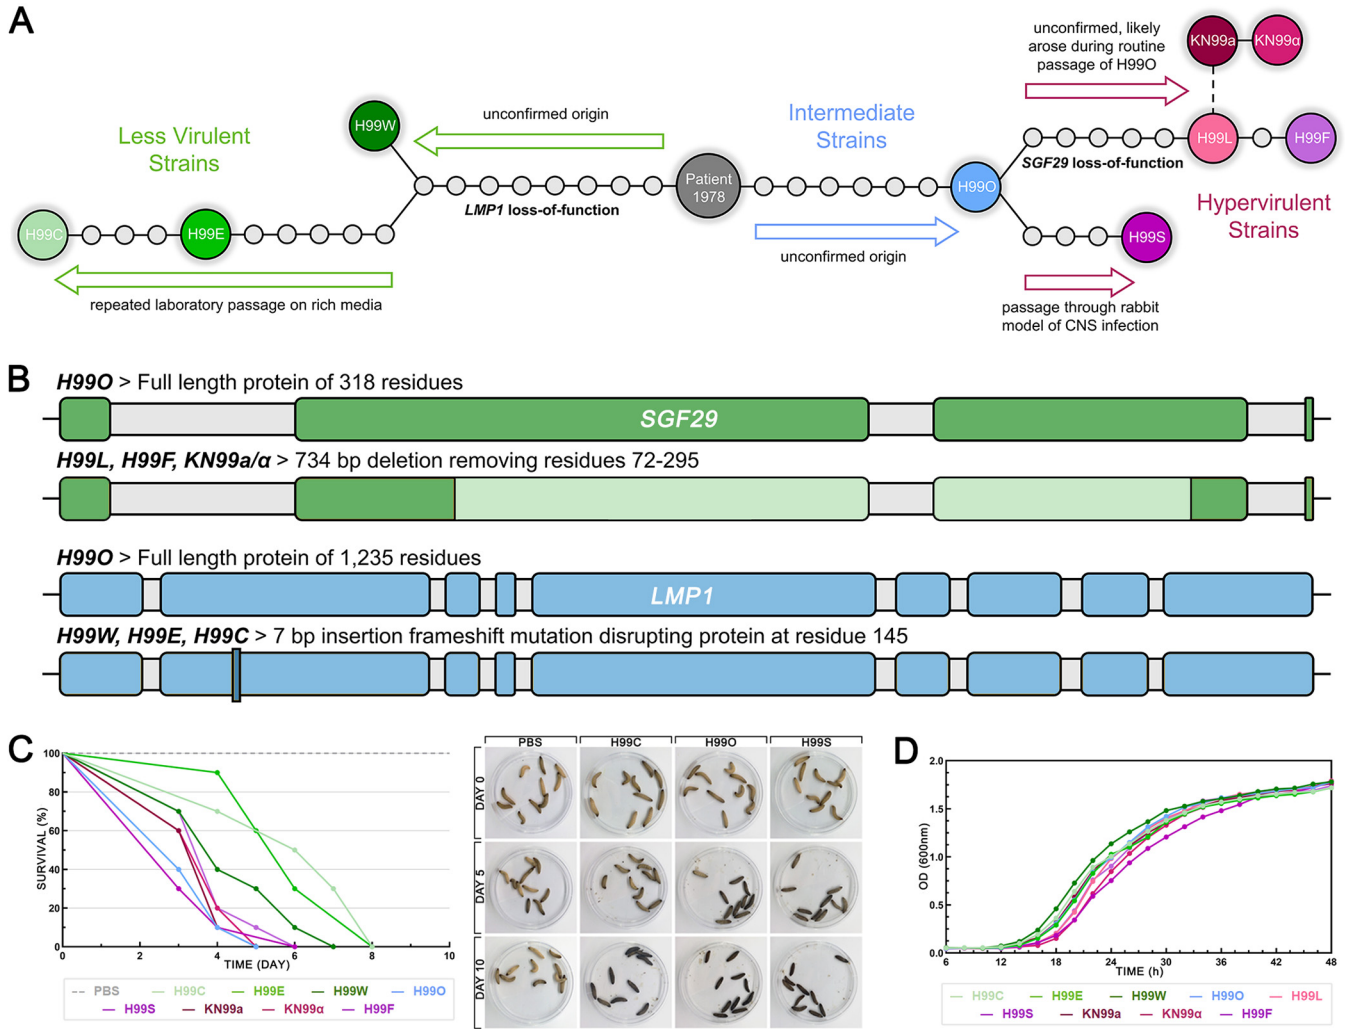 A
unconfirmed, likely
arose during routine
passage of H99O
KN99a
KN99α
Less Virulent
Strains
H99W
unconfirmed origin
Intermediate
Strains
H99L
H99F
SGF29 loss-of-function
Patient
1978
H99O
LMP1 loss-of-function
Hypervirulent
Strains
H99C
H99E
unconfirmed origin
H99S
repeated laboratory passage on rich media
passage through rabbit
model of CNS infection
B
H99O > Full length protein of 318 residues
SGF29
H99L, H99F, KN99a/α > 734 bp deletion removing residues 72-295
H99O > Full length protein of 1,235 residues
LMP1
H99W, H99E, H99C > 7 bp insertion frameshift mutation disrupting protein at residue 145
C
SURVIVAL (%)
100
80
60
40
20
0
0 2 4 6 8 10
TIME (DAY)
PBS H99C H99E H99W H99O
H99S KN99a KN99α H99F
PBS H99C H99O H99S
DAY 0
DAY 5
DAY 10
D
OD (600nm)
2.0
1.5
1.0
0.5
0.0
6 12 18 24 30 36 42 48
TIME (h)
H99C H99E H99W H99O H99L
H99S KN99a KN99α H99F